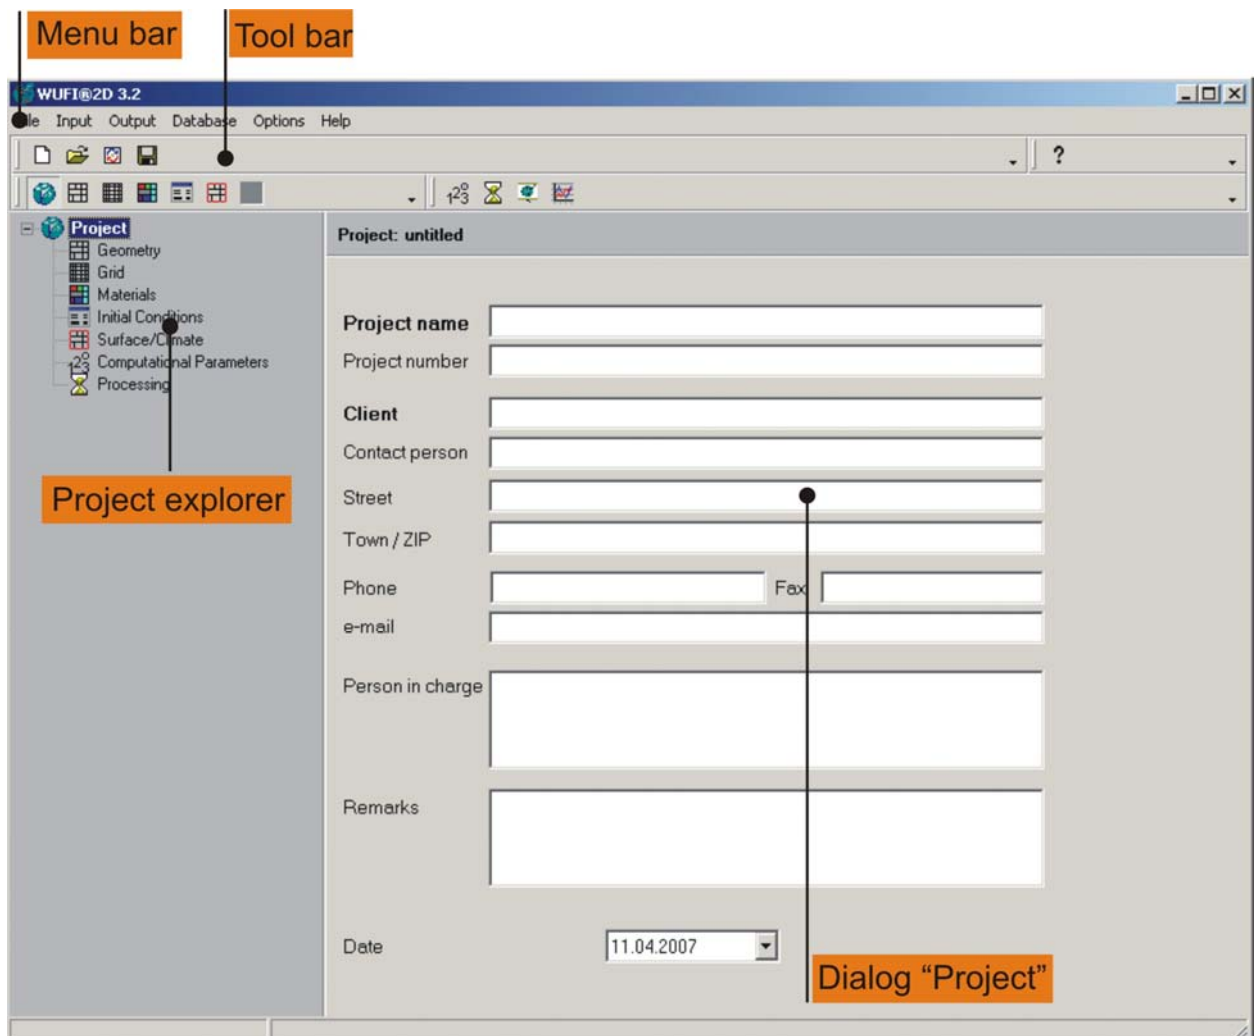 Menu bar
Tool bar
WUFI®2D 3.2
File Input Output Database Options Help
?
123
Project
Project: untitled
Geometry
Grid
Materials
Initial Conditions
Surface/Climate
Computational Parameters
Processing
Project explorer
Project name
Project number
Client
Contact person
Street
Town / ZIP
Phone Fax
e-mail
Person in charge
Remarks
Date 11.04.2007
Dialog “Project”